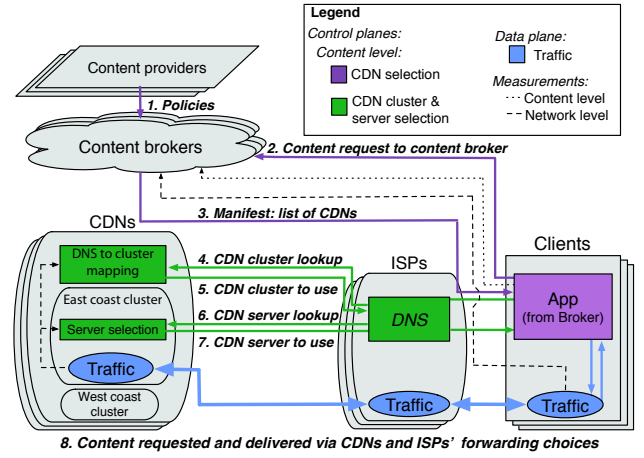 Legend
Control planes:
Content level:
CDN selection
CDN cluster &
server selection
Data plane:
Traffic
Measurements:
Content level
Network level
Content providers
1. Policies
Content brokers
2. Content request to content broker
3. Manifest: list of CDNs
CDNs
DNS to cluster
mapping
East coast cluster
Server selection
Traffic
West coast
cluster
4. CDN cluster lookup
5. CDN cluster to use
6. CDN server lookup
7. CDN server to use
ISPs
DNS
Traffic
Clients
App
(from Broker)
Traffic
8. Content requested and delivered via CDNs and ISPs' forwarding choices